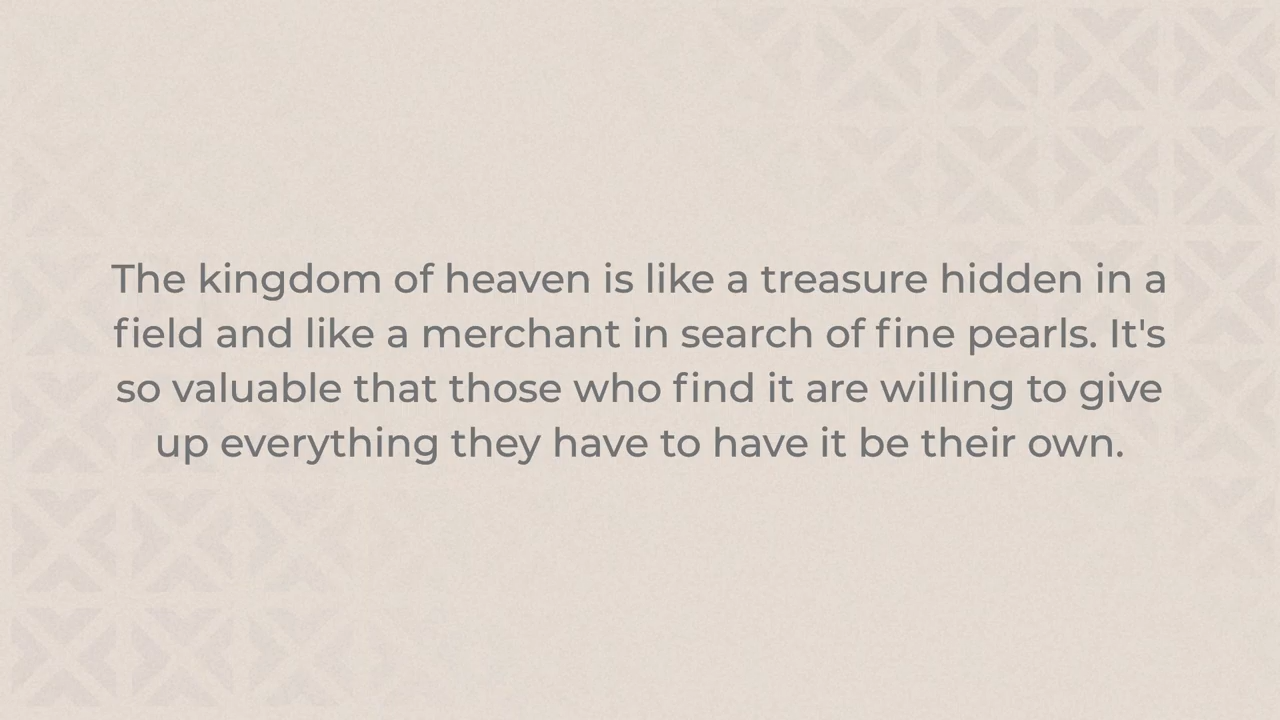 The kingdom of heaven is like a treasure hidden in a
field and like a merchant in search of fine pearls. It's
so valuable that those who find it are willing to give
up everything they have to have it be their own.